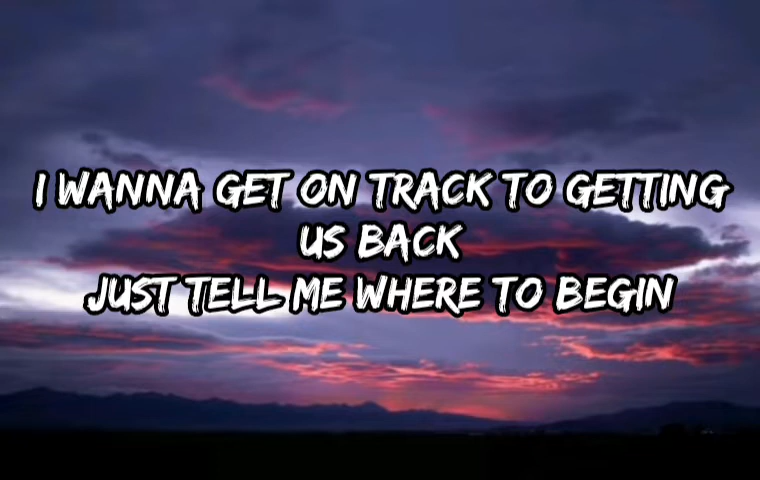 I WANNA GET ON TRACK TO GETTING
US BACK
JUST TELL ME WHERE TO BEGIN